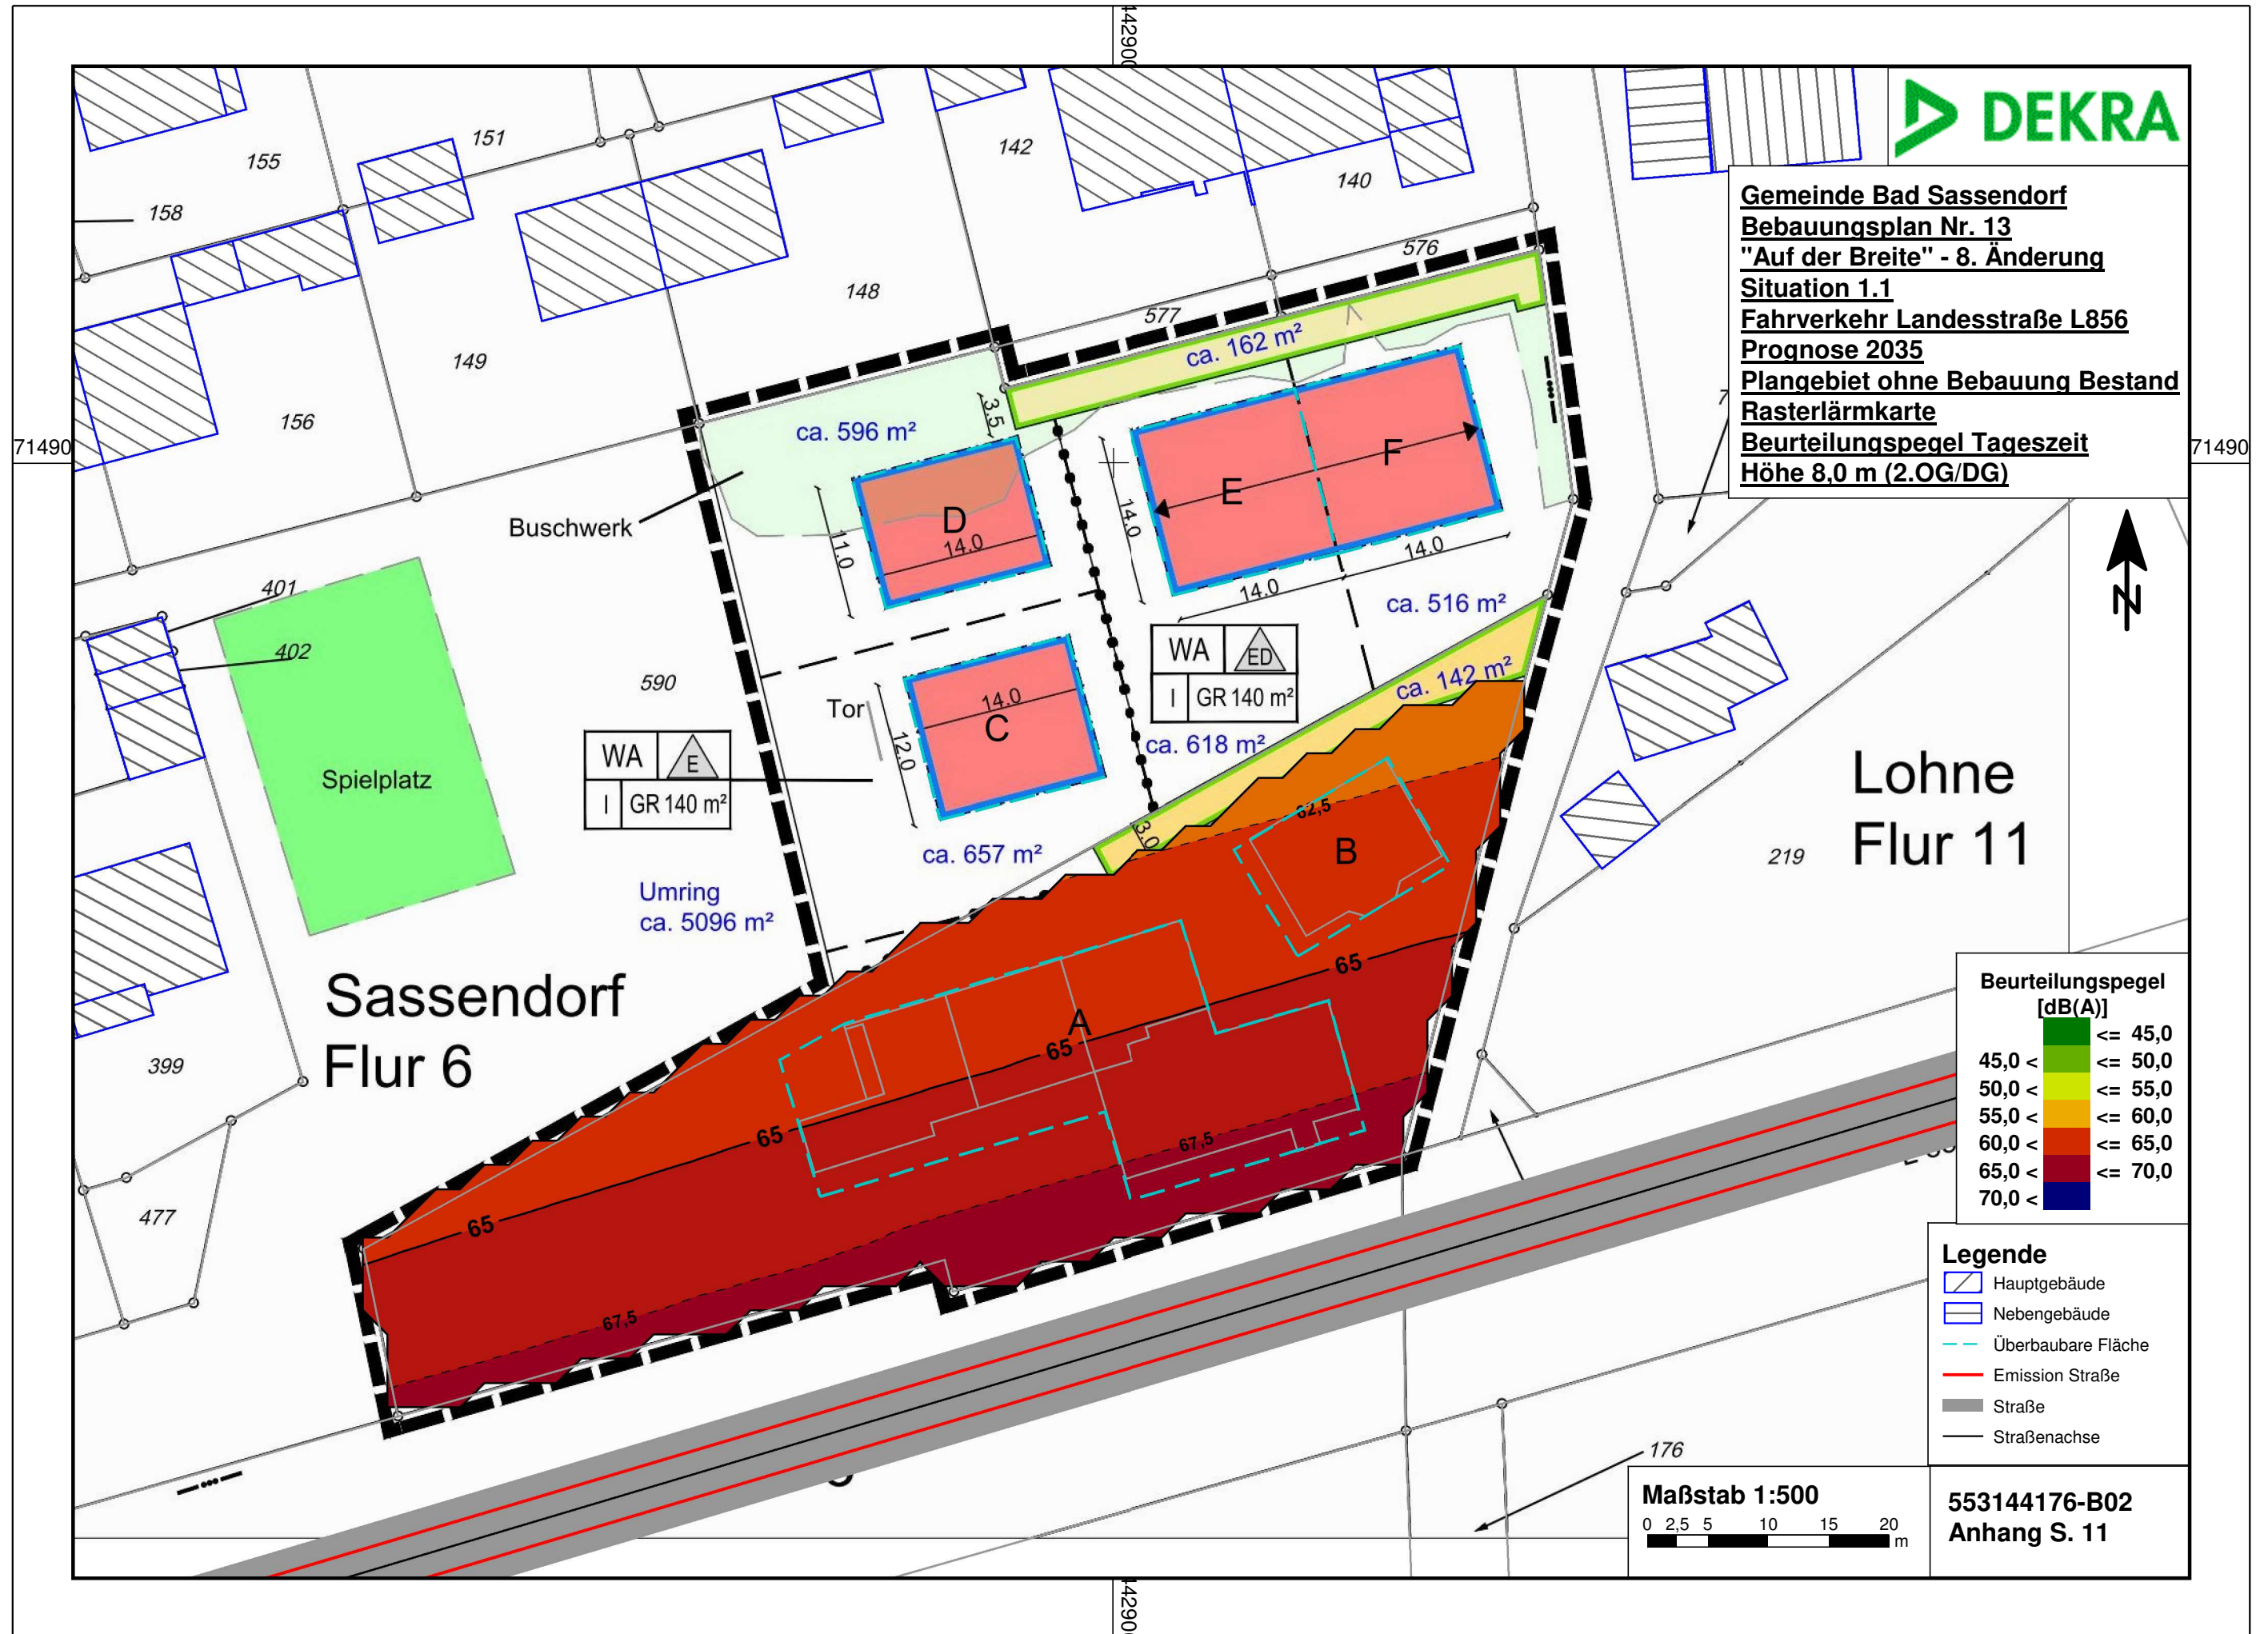 442900
DEKRA
Gemeinde Bad Sassendorf
Bebauungsplan Nr. 13
"Auf der Breite" - 8. Änderung
Situation 1.1
Fahrverkehr Landesstraße L856
Prognose 2035
Plangebiet ohne Bebauung Bestand
Rasterlärmkarte
Beurteilungspegel Tageszeit
Höhe 8,0 m (2.OG/DG)
155
151
142
140
158
576
148
577
ca. 162 m²
149
156
3.5
ca. 596 m²
71490
71490
F
E
Buschwerk
D
14.0
11.0
14.0
14.0
14.0
401
ca. 516 m²
402
WA
ED
I
GR 140 m²
590
ca. 142 m²
14.0
Tor
C
12.0
ca. 618 m²
WA
E
I
GR 140 m²
Spielplatz
62,5
3.0
B
ca. 657 m²
Lohne
Flur 11
219
Umring
ca. 5096 m²
65
Sassendorf
Flur 6
A
65
399
65
67,5
477
65
67,5
Beurteilungspegel
[dB(A)]
<= 45,0
45,0 < <= 50,0
50,0 < <= 55,0
55,0 < <= 60,0
60,0 < <= 65,0
65,0 < <= 70,0
70,0 <
Legende
Hauptgebäude
Nebengebäude
Überbaubare Fläche
Emission Straße
Straße
Straßenachse
176
Maßstab 1:500
0 2,5 5 10 15 20
m
553144176-B02
Anhang S. 11
N